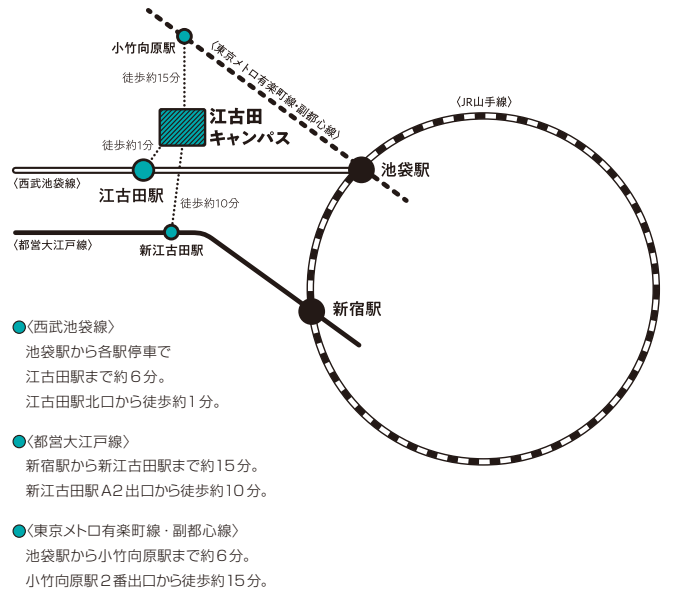 小竹向原駅
〈東京メトロ有楽町線・副都心線〉
徒歩約15分
〈JR山手線〉
江古田
キャンパス
徒歩約1分
池袋駅
〈西武池袋線〉
江古田駅
徒歩約10分
〈都営大江戸線〉
新江古田駅
新宿駅
〈西武池袋線〉
池袋駅から各駅停車で
江古田駅まで約6分。
江古田駅北口から徒歩約1分。
〈都営大江戸線〉
新宿駅から新江古田駅まで約15分。
新江古田駅A2出口から徒歩約10分。
〈東京メトロ有楽町線・副都心線〉
池袋駅から小竹向原駅まで約6分。
小竹向原駅2番出口から徒歩約15分。